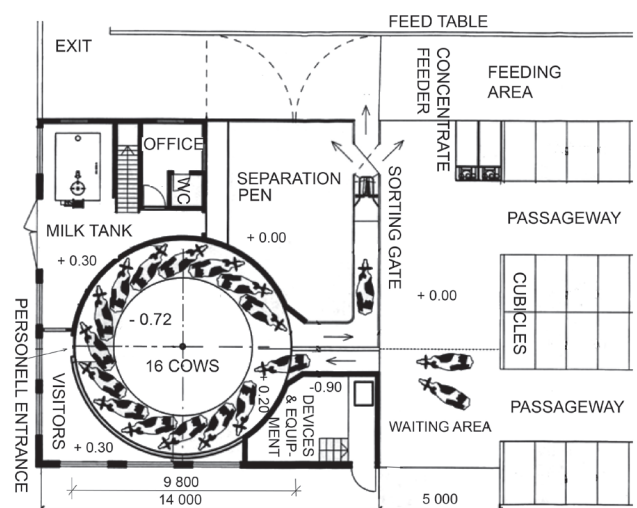 FEED TABLE
EXIT
CONCENTRATE
FEEDER
FEEDING
AREA
OFFICE
WC
SEPARATION
PEN
SORTING GATE
PASSAGEWAY
MILK TANK
+ 0.30
+ 0.00
+ 0.00
CUBICLES
- 0.72
16 COWS
PERSONELL ENTRANCE
VISITORS
+ 0.20
-0.90
DEVICES
& EQUIP-
MENT
WAITING AREA
PASSAGEWAY
+ 0.30
9 800
14 000
5 000